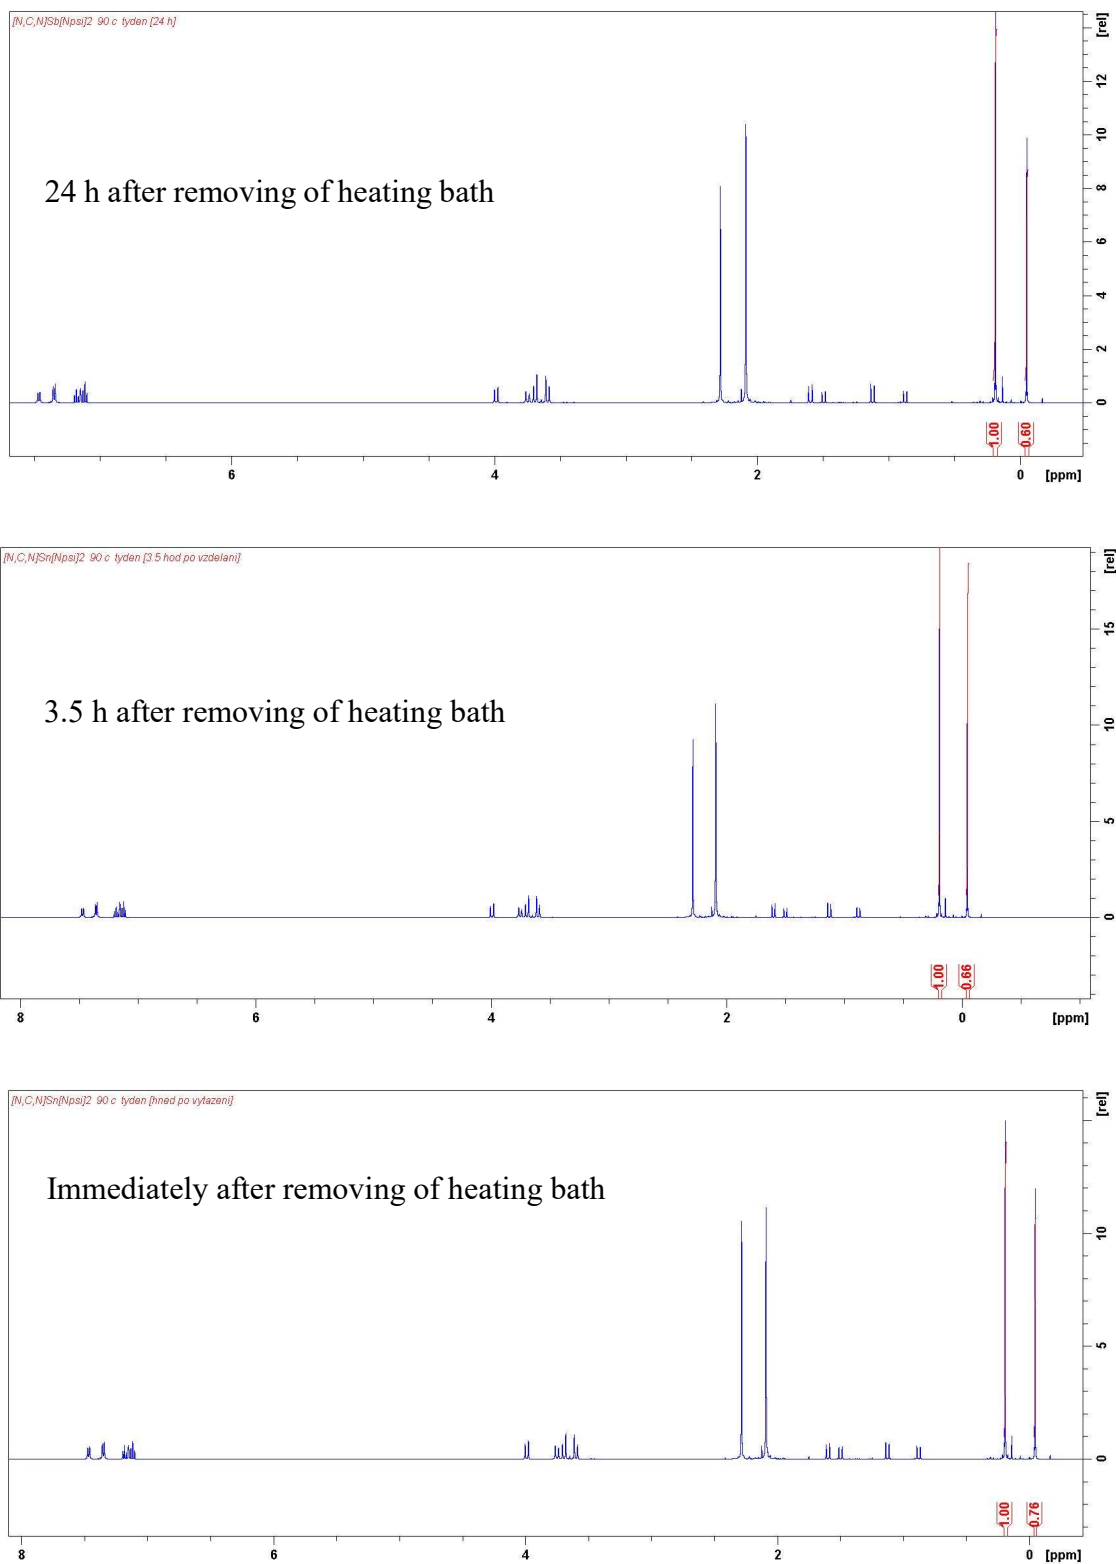 [N,C,N]Sb[Npsi]2 90 c tyden [24 h]
[rel]
24 h after removing of heating bath
12
10
8
6
4
2
0
1.00
0.60
6
4
2
0
[ppm]
[N,C,N]Sn[Npsi]2 90 c tyden [3.5 hod po vzdelani]
[rel]
3.5 h after removing of heating bath
15
10
5
0
1.00
0.66
8
6
4
2
0
[ppm]
[N,C,N]Sn[Npsi]2 90 c tyden [hned po vytazeni]
[rel]
Immediately after removing of heating bath
10
5
0
1.00
0.76
8
6
4
2
0
[ppm]